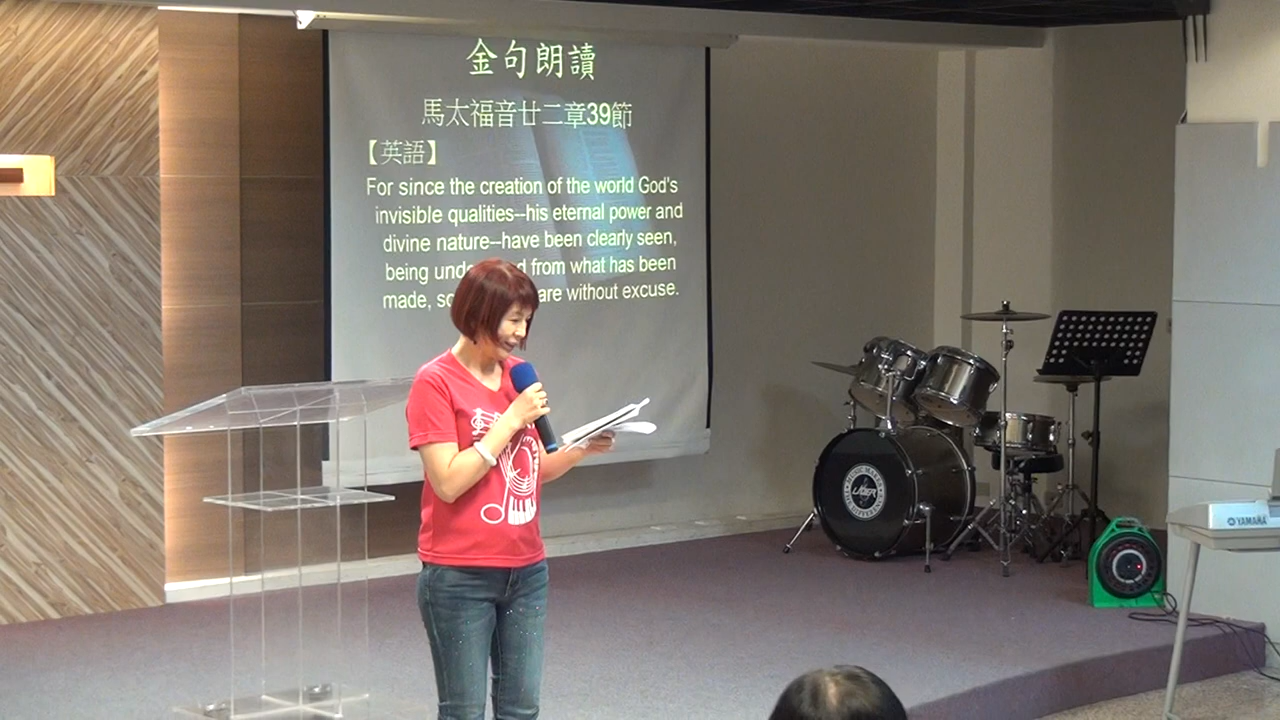 金句朗讀
馬太福音廿二章39節
【英語】
For since the creation of the world God's
invisible qualities--his eternal power and
divine nature--have been clearly seen,
being und d from what has been
made, so are without excuse.
YAMAHA